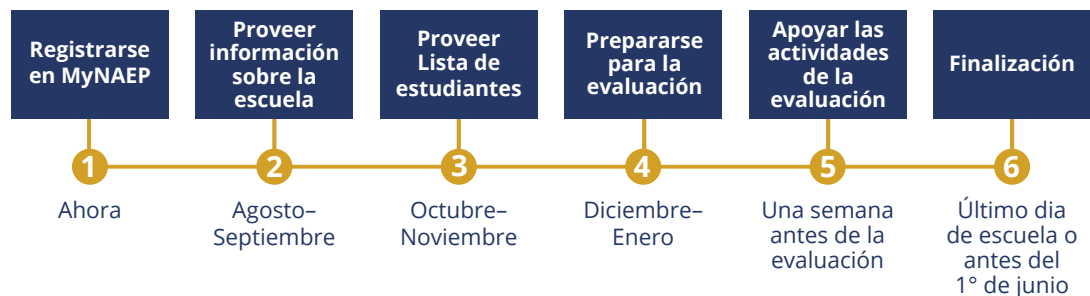 Registrarse
en MyNAEP
Proveer
información
sobre la
escuela
Proveer
Lista de
estudiantes
Prepararse
para la
evaluación
Apoyar las
actividades
de la
evaluación
Finalización
1
2
3
4
5
6
Ahora
Agosto–
Septiembre
Octubre–
Noviembre
Diciembre–
Enero
Una semana
antes de la
evaluación
Último dia
de escuela o
antes del
1° de junio